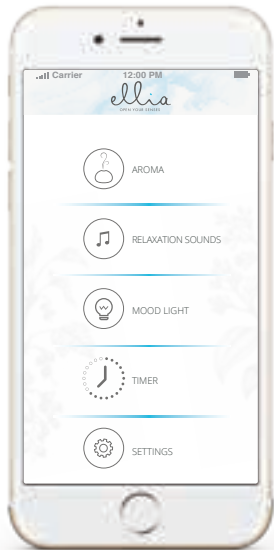 Carrier 12:00 PM
ellia
OPEN YOUR SENSES
AROMA
RELAXATION SOUNDS
MOOD LIGHT
TIMER
SETTINGS